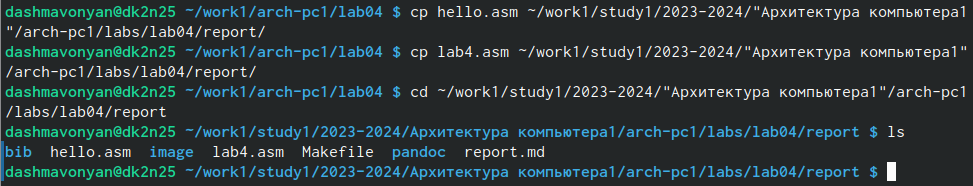 dashmavonyan@dk2n25 ~/work1/arch-pc1/lab04 $ cp hello.asm ~/work1/study1/2023-2024/"Архитектура компьютера1
"/arch-pc1/labs/lab04/report/
dashmavonyan@dk2n25 ~/work1/arch-pc1/lab04 $ cp lab4.asm ~/work1/study1/2023-2024/"Архитектура компьютера1"
/arch-pc1/labs/lab04/report/
dashmavonyan@dk2n25 ~/work1/arch-pc1/lab04 $ cd ~/work1/study1/2023-2024/"Архитектура компьютера1"/arch-pc1
/labs/lab04/report
dashmavonyan@dk2n25 ~/work1/study1/2023-2024/Архитектура компьютера1/arch-pc1/labs/lab04/report $ ls
bib  hello.asm  image  lab4.asm  Makefile  pandoc  report.md
dashmavonyan@dk2n25 ~/work1/study1/2023-2024/Архитектура компьютера1/arch-pc1/labs/lab04/report $